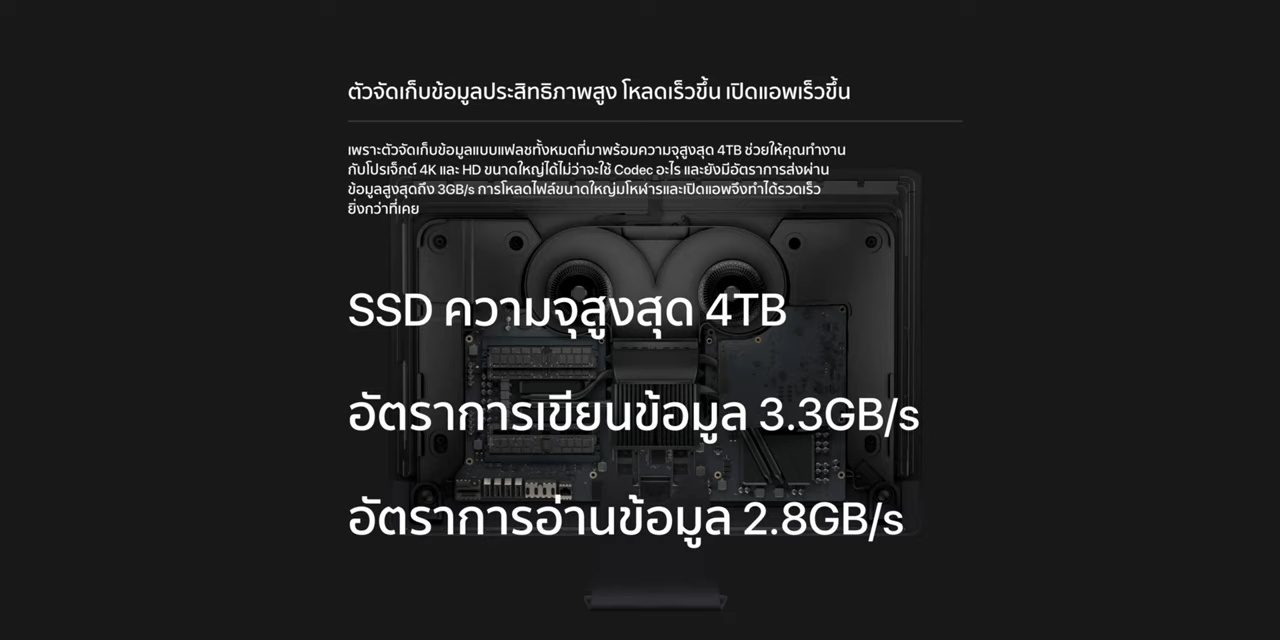 ตัวจัดเก็บข้อมูลประสิทธิภาพสูง โหลดเร็วขึ้น เปิดแอพเร็วขึ้น
เพราะตัวจัดเก็บข้อมูลแบบแฟลชทั้งหมดที่มาพร้อมความจุสูงสุด 4TB ช่วยให้คุณทำงาน
กับโปรเจ็กต์ 4K และ HD ขนาดใหญ่ได้ไม่ว่าจะใช้ Codec อะไร และยังมีอัตราการส่งผ่าน
ข้อมูลสูงสุดถึง 3GB/s การโหลดไฟล์ขนาดใหญ่มโหฬารและเปิดแอพจึงทำได้รวดเร็ว
ยิ่งกว่าที่เคย
SSD ความจุสูงสุด 4TB
อัตราการเขียนข้อมูล 3.3GB/s
อัตราการอ่านข้อมูล 2.8GB/s